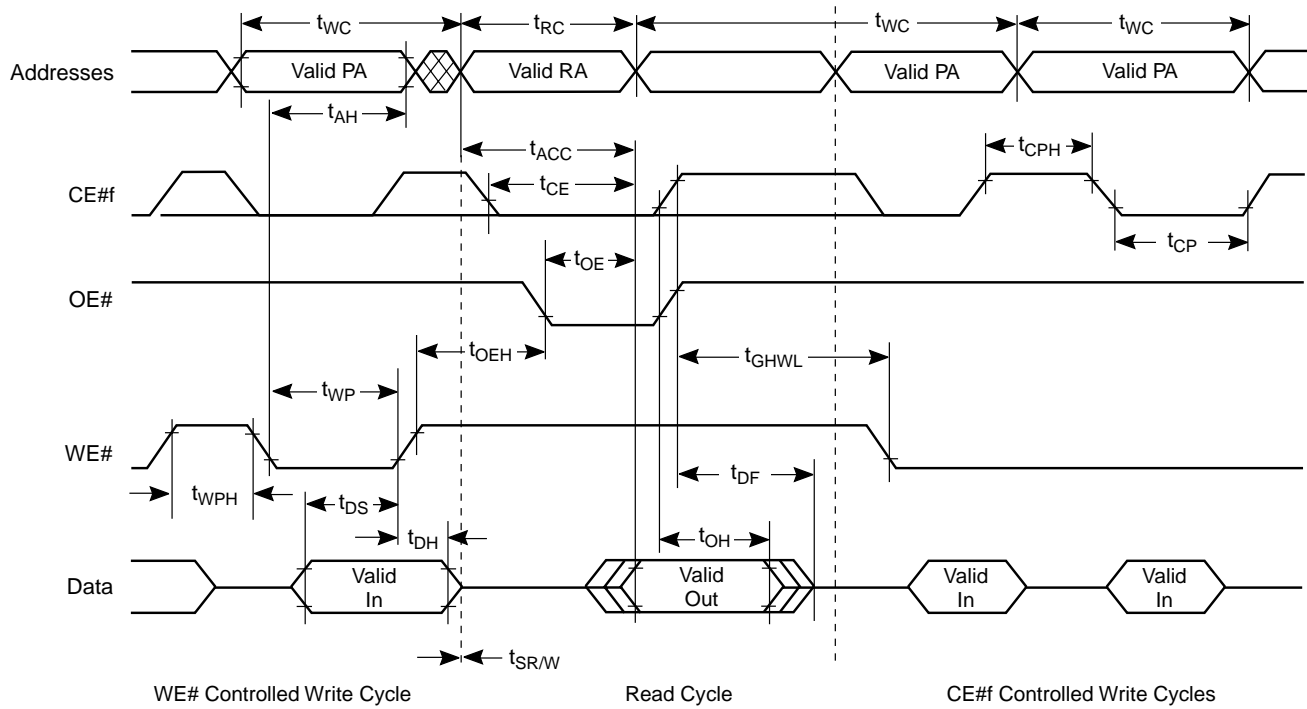 tWC tRC tWC tWC
Addresses Valid PA Valid RA Valid PA Valid PA
tAH
tACC tCPH
CE#f tCE
tCP
tOE
OE#
tOEH tGHWL
tWP
WE#
tDF
tWPH tDS
tDH tOH
Data Valid In Valid Out Valid In Valid In
tSR/W
WE# Controlled Write Cycle Read Cycle CE#f Controlled Write Cycles